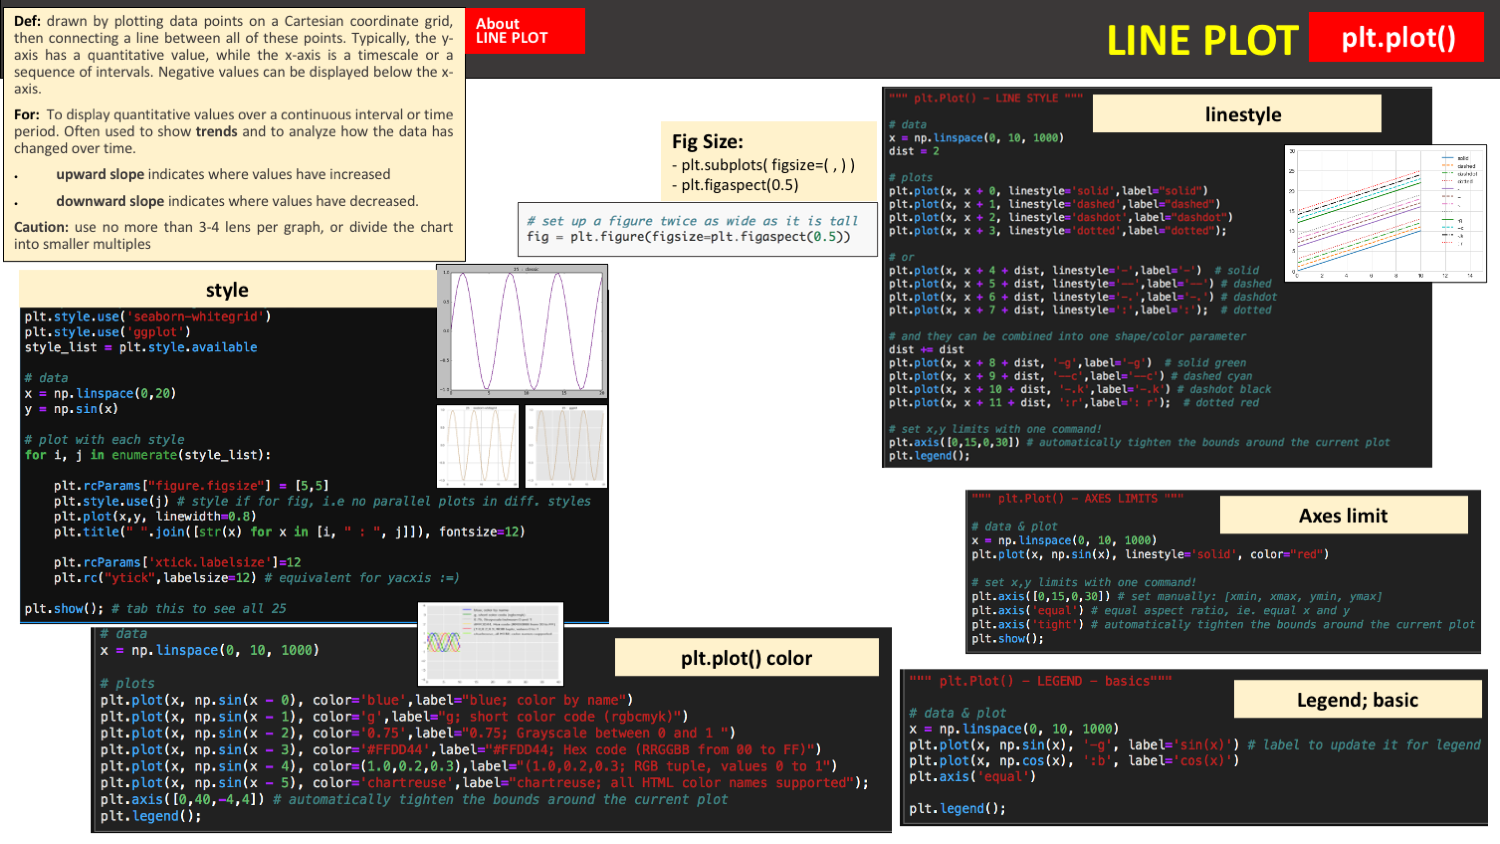 Def: drawn by plotting data points on a Cartesian coordinate grid,
then connecting a line between all of these points. Typically, the y-
axis has a quantitative value, while the x-axis is a timescale or a
sequence of intervals. Negative values can be displayed below the x-
axis.
For: To display quantitative values over a continuous interval or time
period. Often used to show trends and to analyze how the data has
changed over time.
• upward slope indicates where values have increased
• downward slope indicates where values have decreased.
Caution: use no more than 3-4 lens per graph, or divide the chart
into smaller multiples
About
LINE PLOT
LINE PLOT
plt.plot()
Fig Size:
- plt.subplots( figsize=( , ) )
- plt.figaspect(0.5)
# set up a figure twice as wide as it is tall
fig = plt.figure(figsize=plt.figaspect(0.5))
style
plt.style.use('seaborn-whitegrid')
plt.style.use('ggplot')
style_list = plt.style.available
# data
x = np.linspace(0,20)
y = np.sin(x)
# plot with each style
for i, j in enumerate(style_list):
plt.rcParams["figure.figsize"] = [5,5]
plt.style.use(j) # style if for fig, i.e no parallel plots in diff. styles
plt.plot(x,y, linewidth=0.8)
plt.title(" ".join([str(x) for x in [i, " : ", j]]), fontsize=12)
plt.rcParams['xtick.labelsize']=12
plt.rc("ytick",labelsize=12) # equivalent for yacxis :=)
plt.show(); # tab this to see all 25
""" plt.Plot() - LINE STYLE """
linestyle
# data
x = np.linspace(0, 10, 1000)
dist = 2
# plots
plt.plot(x, x + 0, linestyle='solid',label="solid")
plt.plot(x, x + 1, linestyle='dashed',label="dashed")
plt.plot(x, x + 2, linestyle='dashdot',label="dashdot")
plt.plot(x, x + 3, linestyle='dotted',label="dotted");
# or
plt.plot(x, x + 4 + dist, linestyle='-',label='-') # solid
plt.plot(x, x + 5 + dist, linestyle='--',label='--') # dashed
plt.plot(x, x + 6 + dist, linestyle='-.',label='-.') # dashdot
plt.plot(x, x + 7 + dist, linestyle=':',label=':'); # dotted
# and they can be combined into one shape/color parameter
dist += dist
plt.plot(x, x + 8 + dist, '-g',label='-g') # solid green
plt.plot(x, x + 9 + dist, '--c',label='--c') # dashed cyan
plt.plot(x, x + 10 + dist, '-.k',label='-.k') # dashdot black
plt.plot(x, x + 11 + dist, ':r',label=': r'); # dotted red
# set x,y limits with one command!
plt.axis([0,15,0,30]) # automatically tighten the bounds around the current plot
plt.legend();
solid
dashed
dashdot
dotted
""" plt.Plot() - AXES LIMITS """
Axes limit
# data & plot
x = np.linspace(0, 10, 1000)
plt.plot(x, np.sin(x), linestyle='solid', color="red")
# set x,y limits with one command!
plt.axis([0,15,0,30]) # set manually: [xmin, xmax, ymin, ymax]
plt.axis('equal') # equal aspect ratio, ie. equal x and y
plt.axis('tight') # automatically tighten the bounds around the current plot
plt.show();
# data
x = np.linspace(0, 10, 1000)
plt.plot() color
# plots
plt.plot(x, np.sin(x - 0), color='blue',label="blue; color by name")
plt.plot(x, np.sin(x - 1), color='g',label="g; short color code (rgbcmyk)")
plt.plot(x, np.sin(x - 2), color='0.75',label="0.75; Grayscale between 0 and 1 ")
plt.plot(x, np.sin(x - 3), color='#FFDD44',label="#FFDD44; Hex code (RRGGBB from 00 to FF)")
plt.plot(x, np.sin(x - 4), color=(1.0,0.2,0.3),label="(1.0,0.2,0.3; RGB tuple, values 0 to 1")
plt.plot(x, np.sin(x - 5), color='chartreuse',label="chartreuse; all HTML color names supported");
plt.axis([0,40,-4,4]) # automatically tighten the bounds around the current plot
plt.legend();
""" plt.Plot() - LEGEND - basics"""
Legend; basic
# data & plot
x = np.linspace(0, 10, 1000)
plt.plot(x, np.sin(x), '-g', label='sin(x)') # label to update it for legend
plt.plot(x, np.cos(x), ':b', label='cos(x)')
plt.axis('equal')
plt.legend();